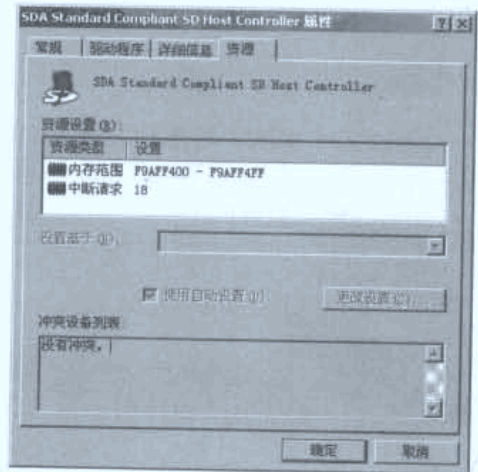 SDA Standard Compliant SD Host Controller 属性
常规 驱动程序 详细信息 资源
SDA Standard Compliant SD Host Controller
资源设置(R):
资源类型 设置
内存范围 F9AFF400 - F9AFF4FF
中断请求 18
设置基于(B):
使用自动设置(U) 更改设置(C)...
冲突设备列表:
没有冲突。
确定 取消